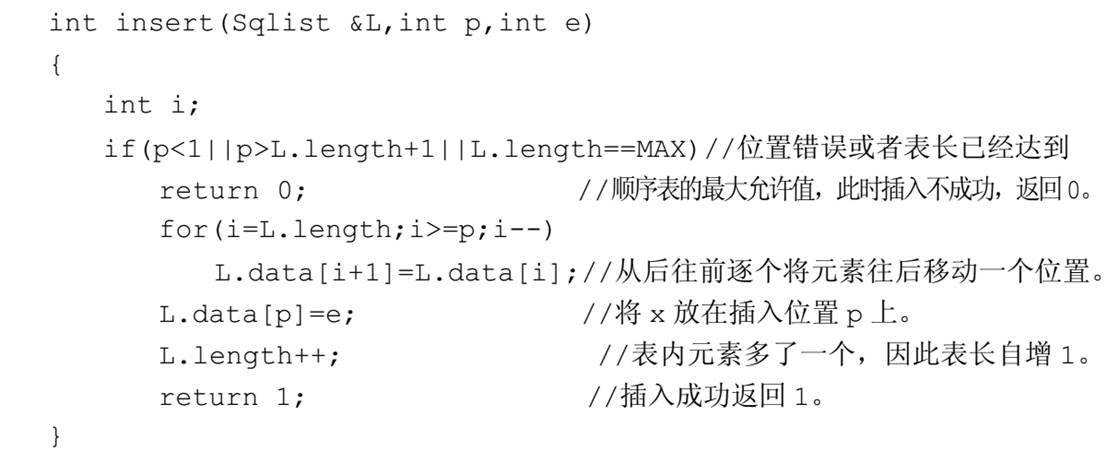 int insert(Sqlist &L,int p,int e)
{
int i;
if(p<1||p>L.length+1||L.length==MAX)//位置错误或者表长已经达到
return 0; //顺序表的最大允许值，此时插入不成功，返回0。
for(i=L.length;i>=p;i--)
L.data[i+1]=L.data[i];//从后往前逐个将元素往后移动一个位置。
L.data[p]=e; //将 x 放在插入位置 p 上。
L.length++; //表内元素多了一个，因此表长自增 1。
return 1; //插入成功返回 1。
}